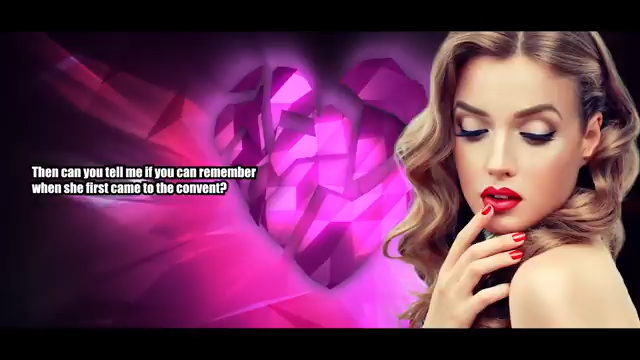 Then can you tell me if you can remember
when she first came to the convent?